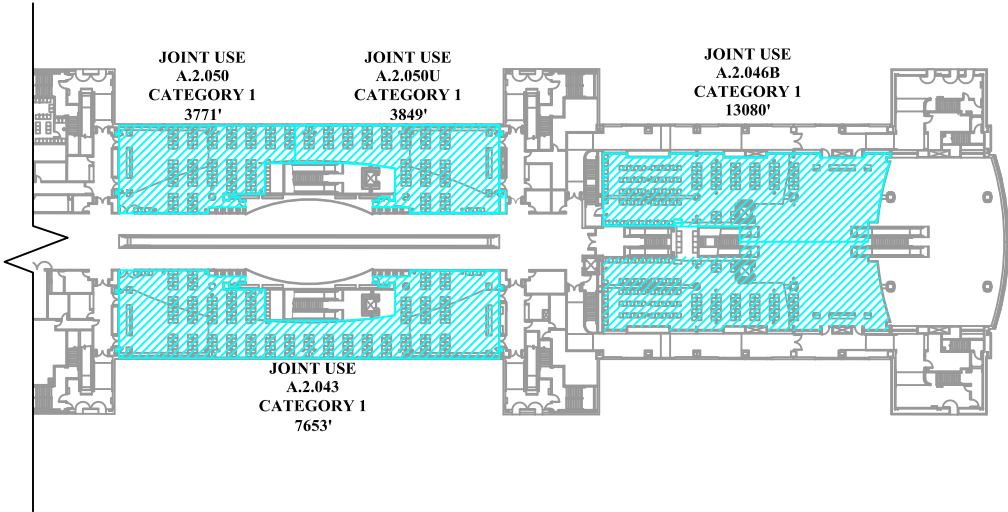 JOINT USE
A.2.050
CATEGORY 1
3771'
JOINT USE
A.2.050U
CATEGORY 1
3849'
JOINT USE
A.2.046B
CATEGORY 1
13080'
JOINT USE
A.2.043
CATEGORY 1
7653'